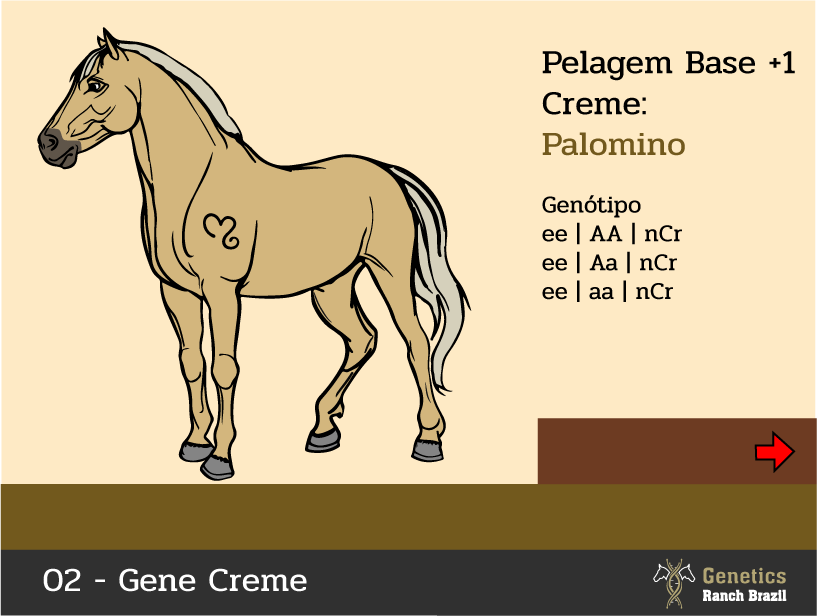 Pelagem Base +1
Creme:
Palomino
Genótipo
ee | AA | nCr
ee | Aa | nCr
ee | aa | nCr
02 - Gene Creme
Genetics
Ranch Brazil